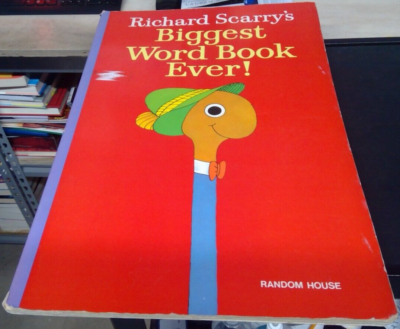 Richard Scarry's
Biggest
Word Book
Ever!
RANDOM HOUSE